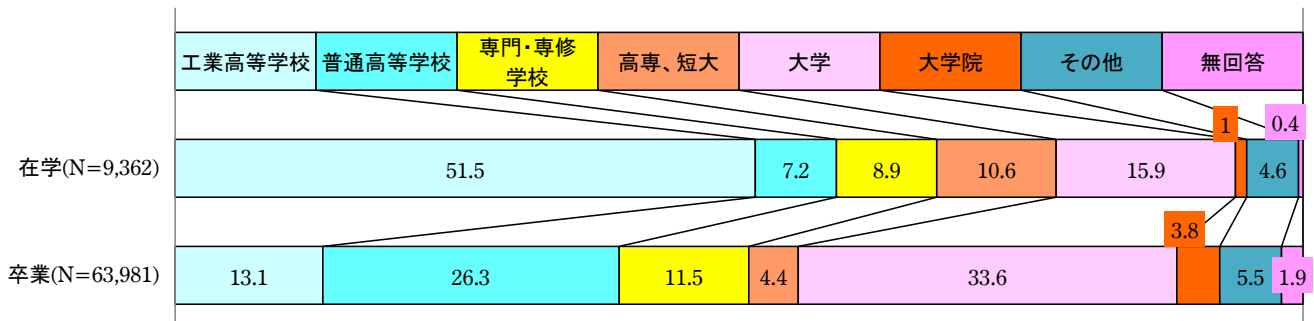 工業高等学校 普通高等学校 専門・専修 高専、短大 大学 大学院 その他 無回答
学校
1 0.4
在学(N=9,362) 51.5 7.2 8.9 10.6 15.9 4.6
3.8
卒業(N=63,981) 13.1 26.3 11.5 4.4 33.6 5.5 1.9